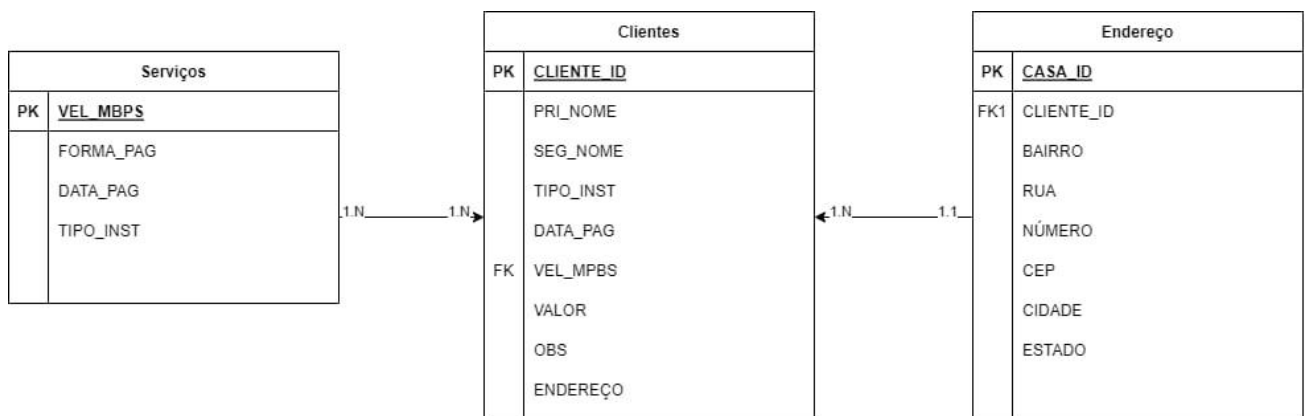 Serviços
PK VEL_MBPS
FORMA_PAG
DATA_PAG
TIPO_INST
1.N
1.N
Clientes
PK CLIENTE_ID
PRI_NOME
SEG_NOME
TIPO_INST
DATA_PAG
FK VEL_MPBS
VALOR
OBS
ENDEREÇO
1.N
1.1
Endereço
PK CASA_ID
FK1 CLIENTE_ID
BAIRRO
RUA
NÚMERO
CEP
CIDADE
ESTADO